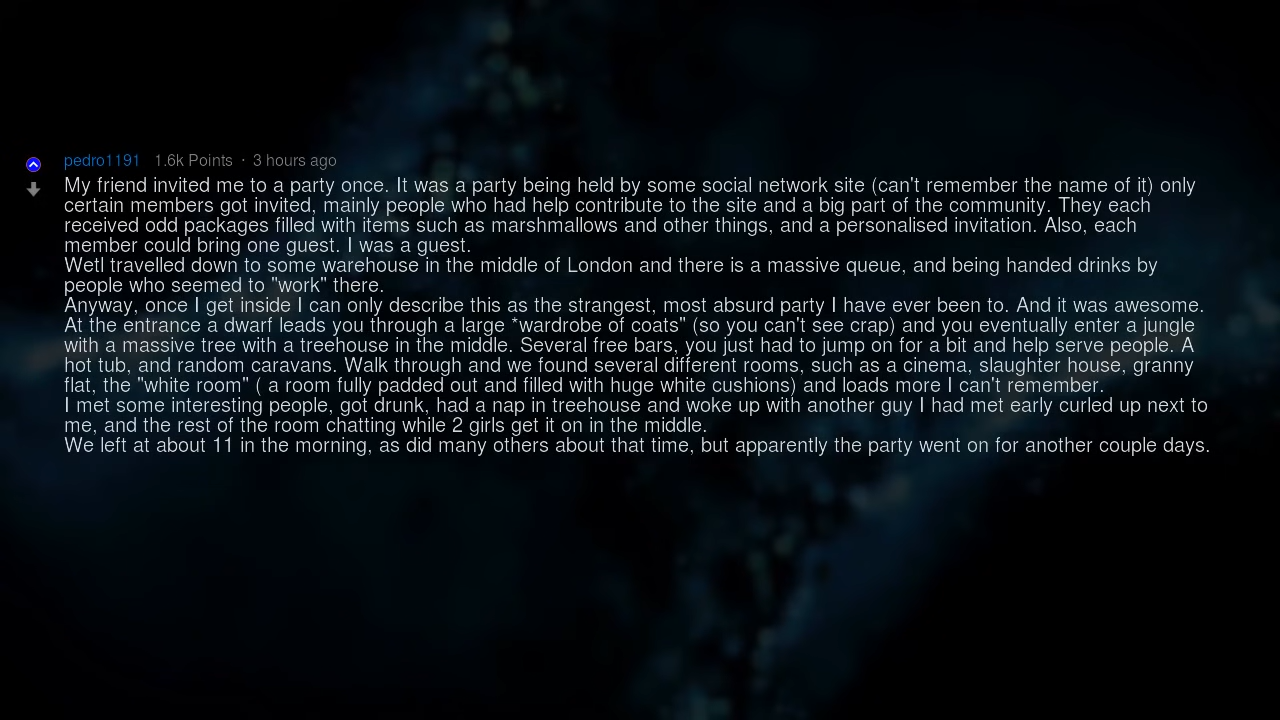 pedro1191 1.6k Points · 3 hours ago
My friend invited me to a party once. It was a party being held by some social network site (can't remember the name of it) only
certain members got invited, mainly people who had help contribute to the site and a big part of the community. They each
received odd packages filled with items such as marshmallows and other things, and a personalised invitation. Also, each
member could bring one guest. I was a guest.
Wetl travelled down to some warehouse in the middle of London and there is a massive queue, and being handed drinks by
people who seemed to "work" there.
Anyway, once I get inside I can only describe this as the strangest, most absurd party I have ever been to. And it was awesome.
At the entrance a dwarf leads you through a large *wardrobe of coats" (so you can't see crap) and you eventually enter a jungle
with a massive tree with a treehouse in the middle. Several free bars, you just had to jump on for a bit and help serve people. A
hot tub, and random caravans. Walk through and we found several different rooms, such as a cinema, slaughter house, granny
flat, the "white room" ( a room fully padded out and filled with huge white cushions) and loads more I can't remember.
I met some interesting people, got drunk, had a nap in treehouse and woke up with another guy I had met early curled up next to
me, and the rest of the room chatting while 2 girls get it on in the middle.
We left at about 11 in the morning, as did many others about that time, but apparently the party went on for another couple days.